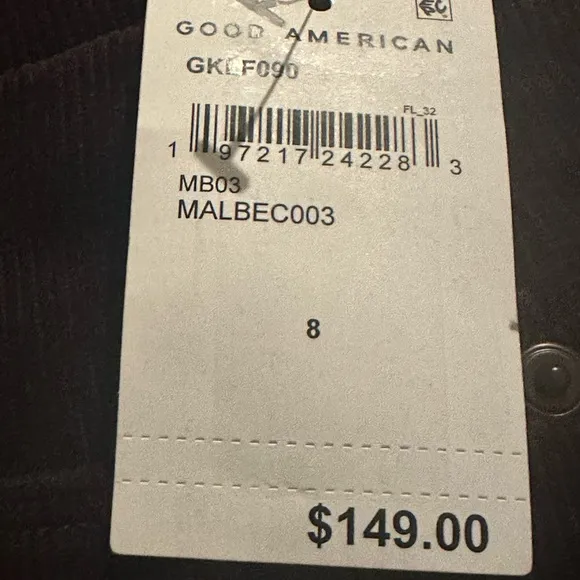 GOOD AMERICAN
GKLF090
FL_32
1 97217 24228 3
MB03
MALBEC003
8
$149.00